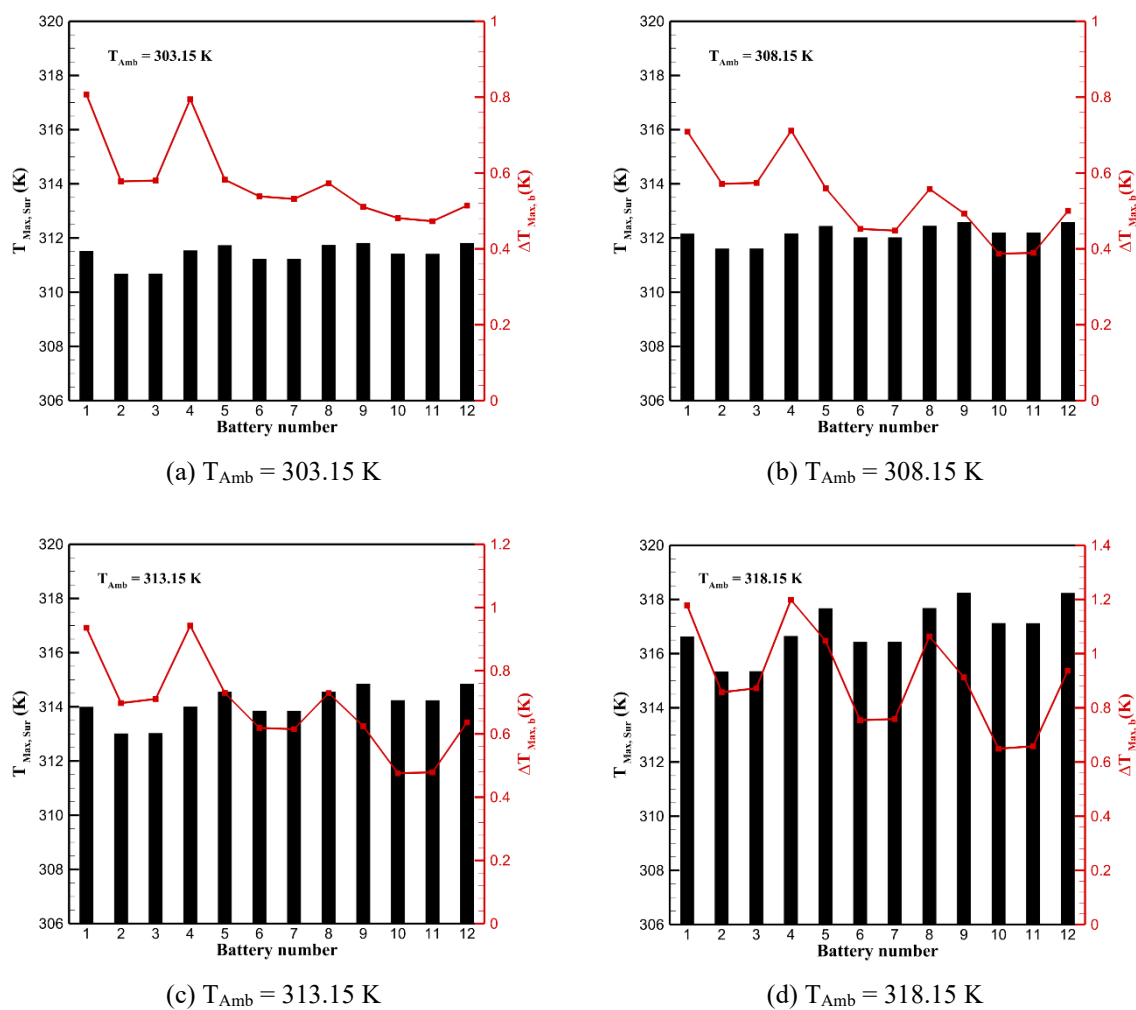 T_Amb = 303.15 K
T_Max, Sur (K)
320
318
316
314
312
310
308
306
1 2 3 4 5 6 7 8 9 10 11 12
Battery number
1
0.8
0.6
0.4
0.2
0
ΔT_Max, b(K)
(a) T_Amb = 303.15 K
T_Amb = 308.15 K
T_Max, Sur (K)
320
318
316
314
312
310
308
306
1 2 3 4 5 6 7 8 9 10 11 12
Battery number
1
0.8
0.6
0.4
0.2
0
ΔT_Max, b(K)
(b) T_Amb = 308.15 K
T_Amb = 313.15 K
T_Max, Sur (K)
320
318
316
314
312
310
308
306
1 2 3 4 5 6 7 8 9 10 11 12
Battery number
1.2
1
0.8
0.6
0.4
0.2
0
ΔT_Max, b(K)
(c) T_Amb = 313.15 K
T_Amb = 318.15 K
T_Max, Sur (K)
320
318
316
314
312
310
308
306
1 2 3 4 5 6 7 8 9 10 11 12
Battery number
1.4
1.2
1
0.8
0.6
0.4
0.2
0
ΔT_Max, b(K)
(d) T_Amb = 318.15 K